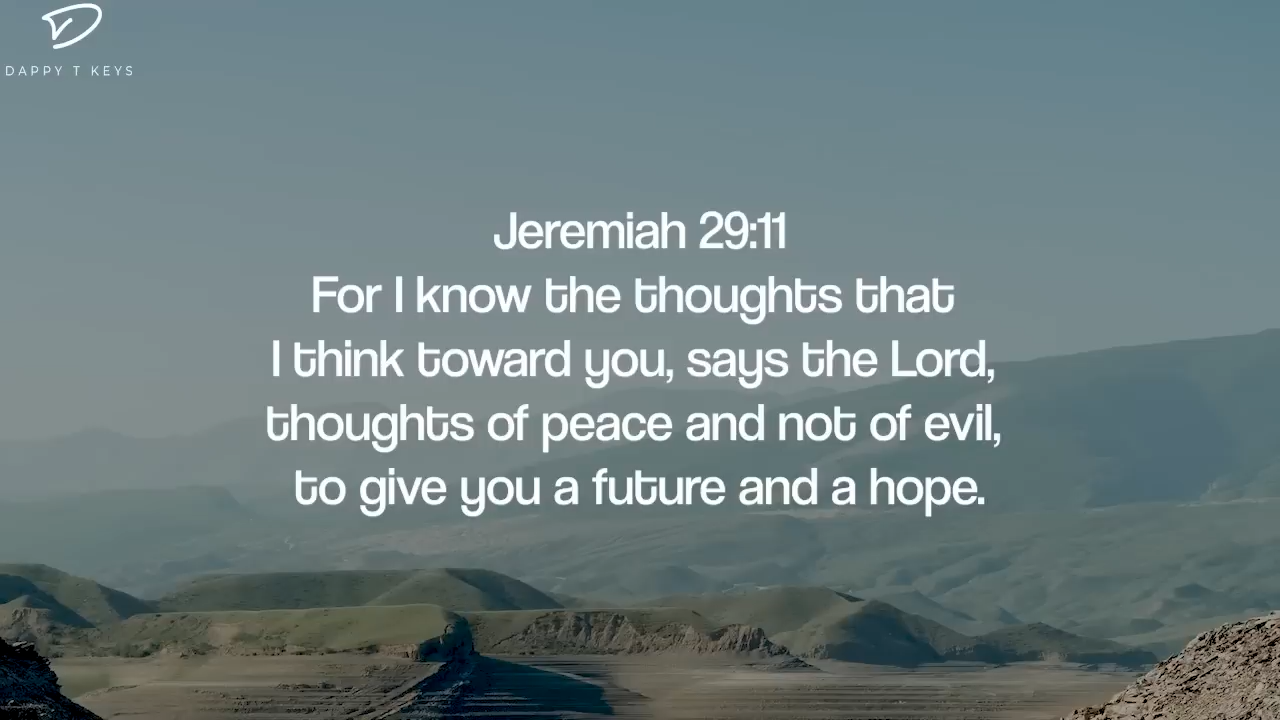 DAPPY T KEYS
Jeremiah 29:11
For I know the thoughts that
I think toward you, says the Lord,
thoughts of peace and not of evil,
to give you a future and a hope.